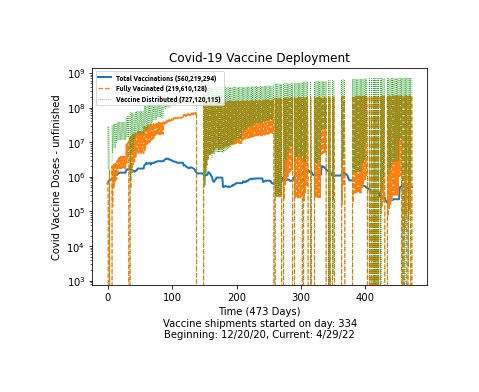 Covid-19 Vaccine Deployment
Total Vaccinations (560,219,294)
Fully Vacinated (219,610,128)
Vaccine Distributed (727,120,115)
Covid Vaccine Doses - unfinished
10⁹
10⁸
10⁷
10⁶
10⁵
10⁴
10³
0 100 200 300 400
Time (473 Days)
Vaccine shipments started on day: 334
Beginning: 12/20/20, Current: 4/29/22